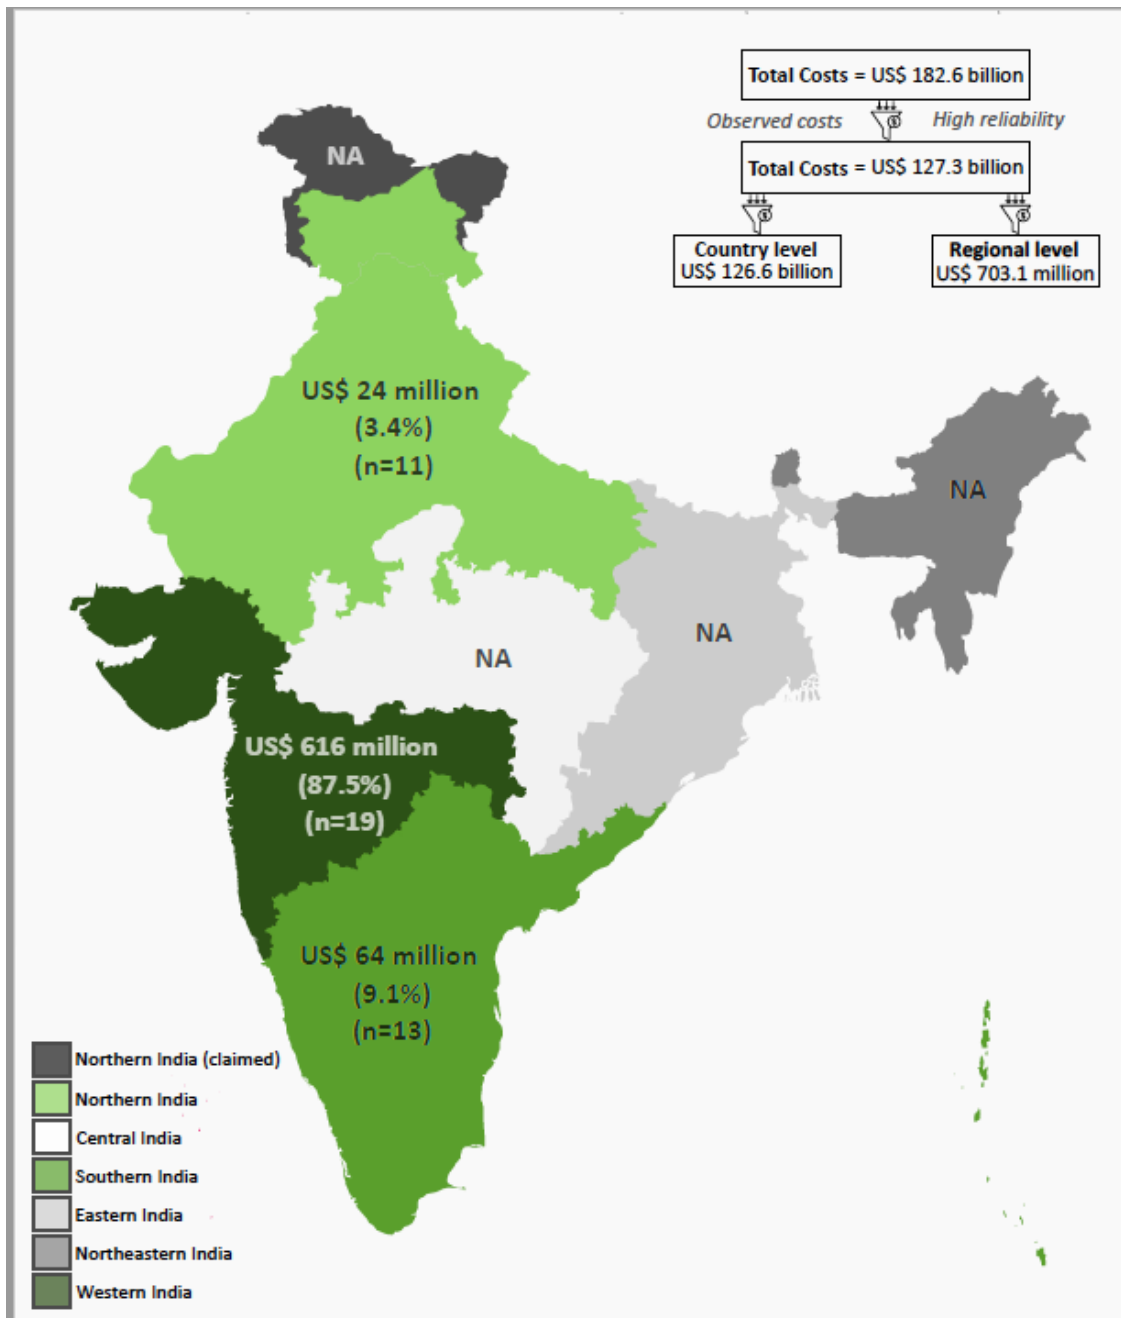 Total Costs = US$ 182.6 billion
Observed costs
High reliability
Total Costs = US$ 127.3 billion
Country level
US$ 126.6 billion
Regional level
US$ 703.1 million
NA
US$ 24 million
(3.4%)
(n=11)
NA
NA
NA
US$ 616 million
(87.5%)
(n=19)
US$ 64 million
(9.1%)
(n=13)
Northern India (claimed)
Northern India
Central India
Southern India
Eastern India
Northeastern India
Western India